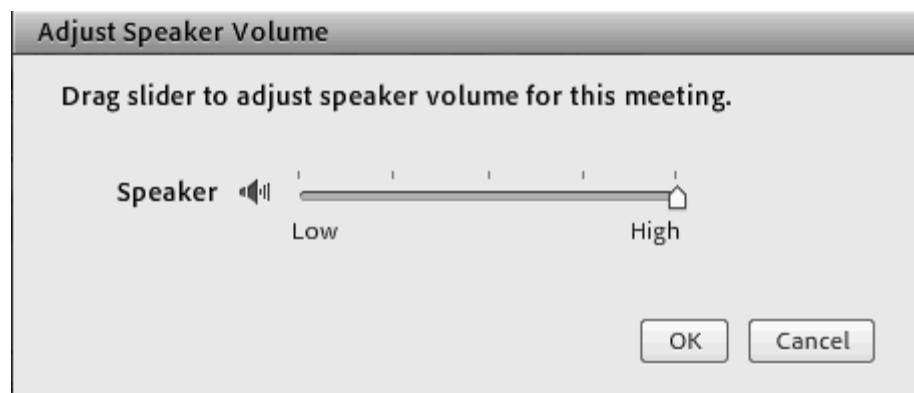 Adjust Speaker Volume
Drag slider to adjust speaker volume for this meeting.
Speaker
Low High
OK Cancel